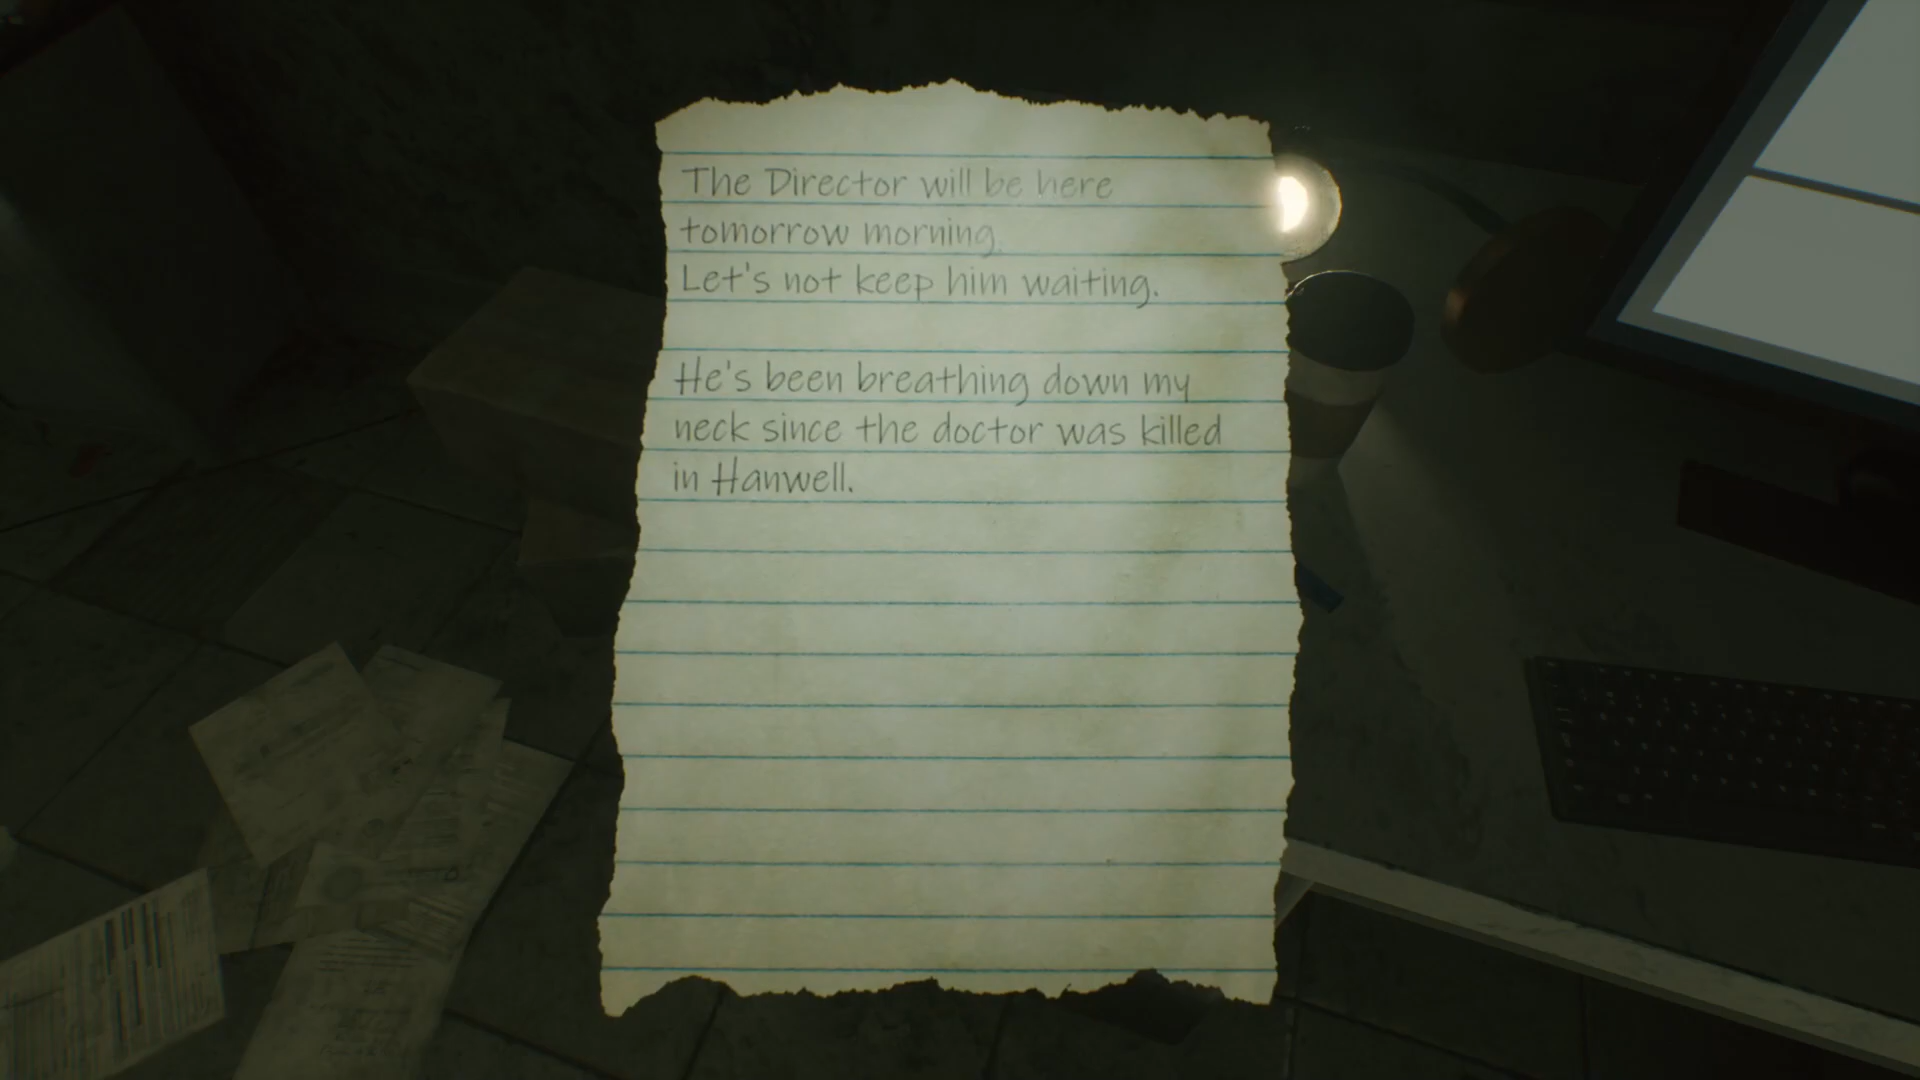 The Director will be here
tomorrow morning.
Let's not keep him waiting.
He's been breathing down my
neck since the doctor was killed
in Hanwell.